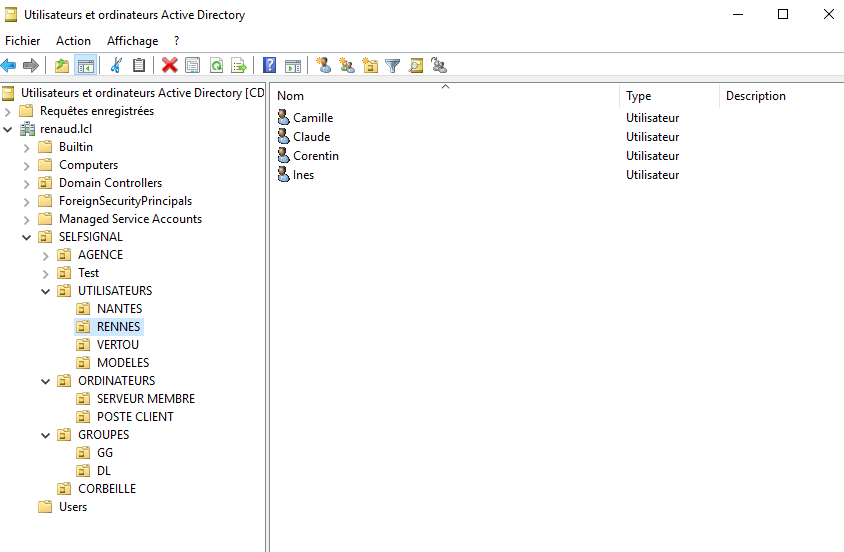 Utilisateurs et ordinateurs Active Directory
Fichier Action Affichage ?
Utilisateurs et ordinateurs Active Directory [CD
Requêtes enregistrées
renaud.lcl
Builtin
Computers
Domain Controllers
ForeignSecurityPrincipals
Managed Service Accounts
SELFSIGNAL
AGENCE
Test
UTILISATEURS
NANTES
RENNES
VERTOU
MODELES
ORDINATEURS
SERVEUR MEMBRE
POSTE CLIENT
GROUPES
GG
DL
CORBEILLE
Users
Nom Type Description
Camille Utilisateur
Claude Utilisateur
Corentin Utilisateur
Ines Utilisateur